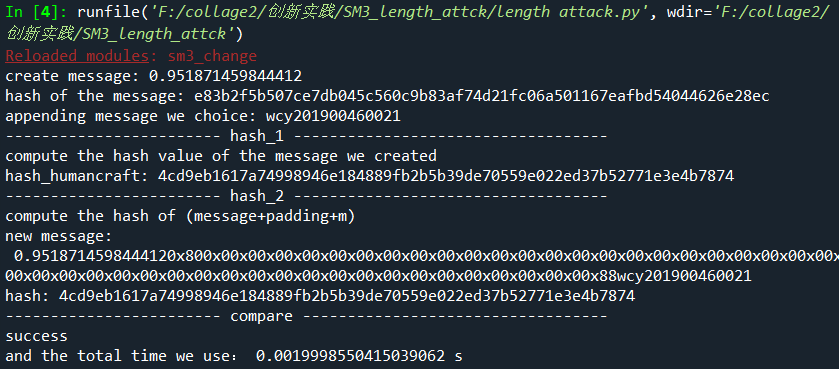 In [4]: runfile('F:/collage2/创新实践/SM3_length_attck/length attack.py', wdir='F:/collage2/
创新实践/SM3_length_attck')
Reloaded modules: sm3_change
create message: 0.951871459844412
hash of the message: e83b2f5b507ce7db045c560c9b83af74d21fc06a501167eafbd54044626e28ec
appending message we choice: wcy201900460021
------------------------ hash_1 -----------------------------------
compute the hash value of the message we created
hash_humancraft: 4cd9eb1617a74998946e184889fb2b5b39de70559e022ed37b52771e3e4b7874
------------------------ hash_2 -----------------------------------
compute the hash of (message+padding+m)
new message:
0.9518714598444120x800x00x00x00x00x00x00x00x00x00x00x00x00x00x00x00x00x00x00x00x00x00x00x00x
00x00x00x00x00x00x00x00x00x00x00x00x00x00x00x00x00x00x00x00x00x00x88wcy201900460021
hash: 4cd9eb1617a74998946e184889fb2b5b39de70559e022ed37b52771e3e4b7874
------------------------ compare ----------------------------------
success
and the total time we use： 0.0019998550415039062 s